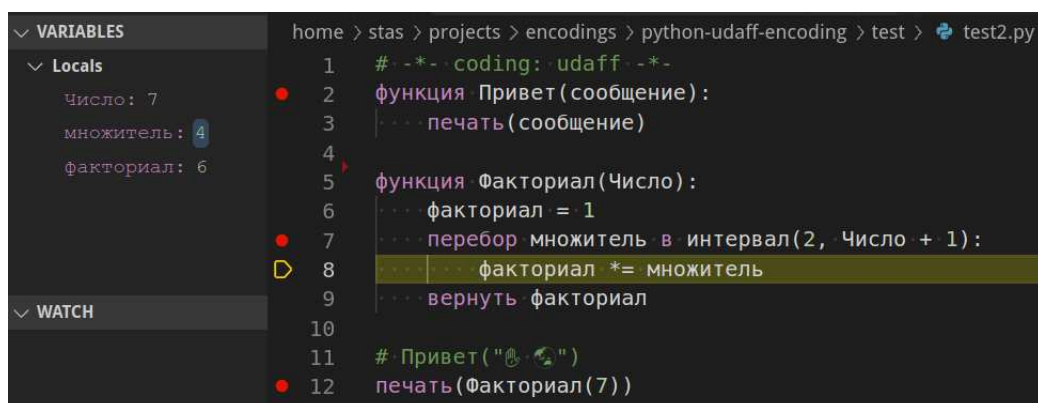 VARIABLES
Locals
Число: 7
множитель: 4
факториал: 6
WATCH
home > stas > projects > encodings > python-udaff-encoding > test > test2.py
1 # -*- coding: udaff -*-
2 функция Привет(сообщение):
3 печать(сообщение)
4
5 функция Факториал(Число):
6 факториал = 1
7 перебор множитель в интервал(2, Число + 1):
8 факториал *= множитель
9 вернуть факториал
10
11 # Привет("✋ 🌏")
12 печать(Факториал(7))